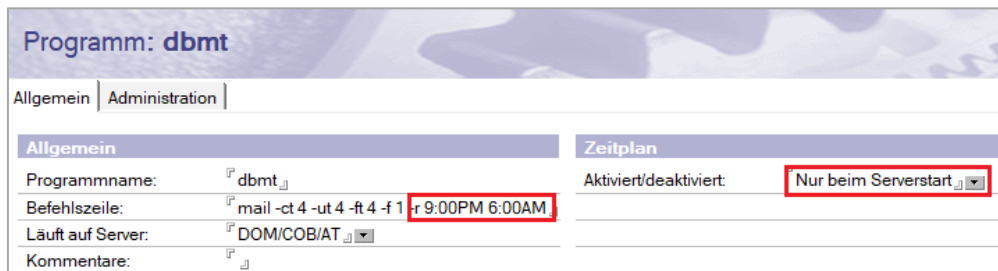 Programm: dbmt
Allgemein Administration
Allgemein Zeitplan
Programmname: dbmt Aktiviert/deaktiviert: Nur beim Serverstart
Befehlszeile: mail -ct 4 -ut 4 -ft 4 -f 1 -r 9:00PM 6:00AM
Läuft auf Server: DOM/COB/AT
Kommentare: